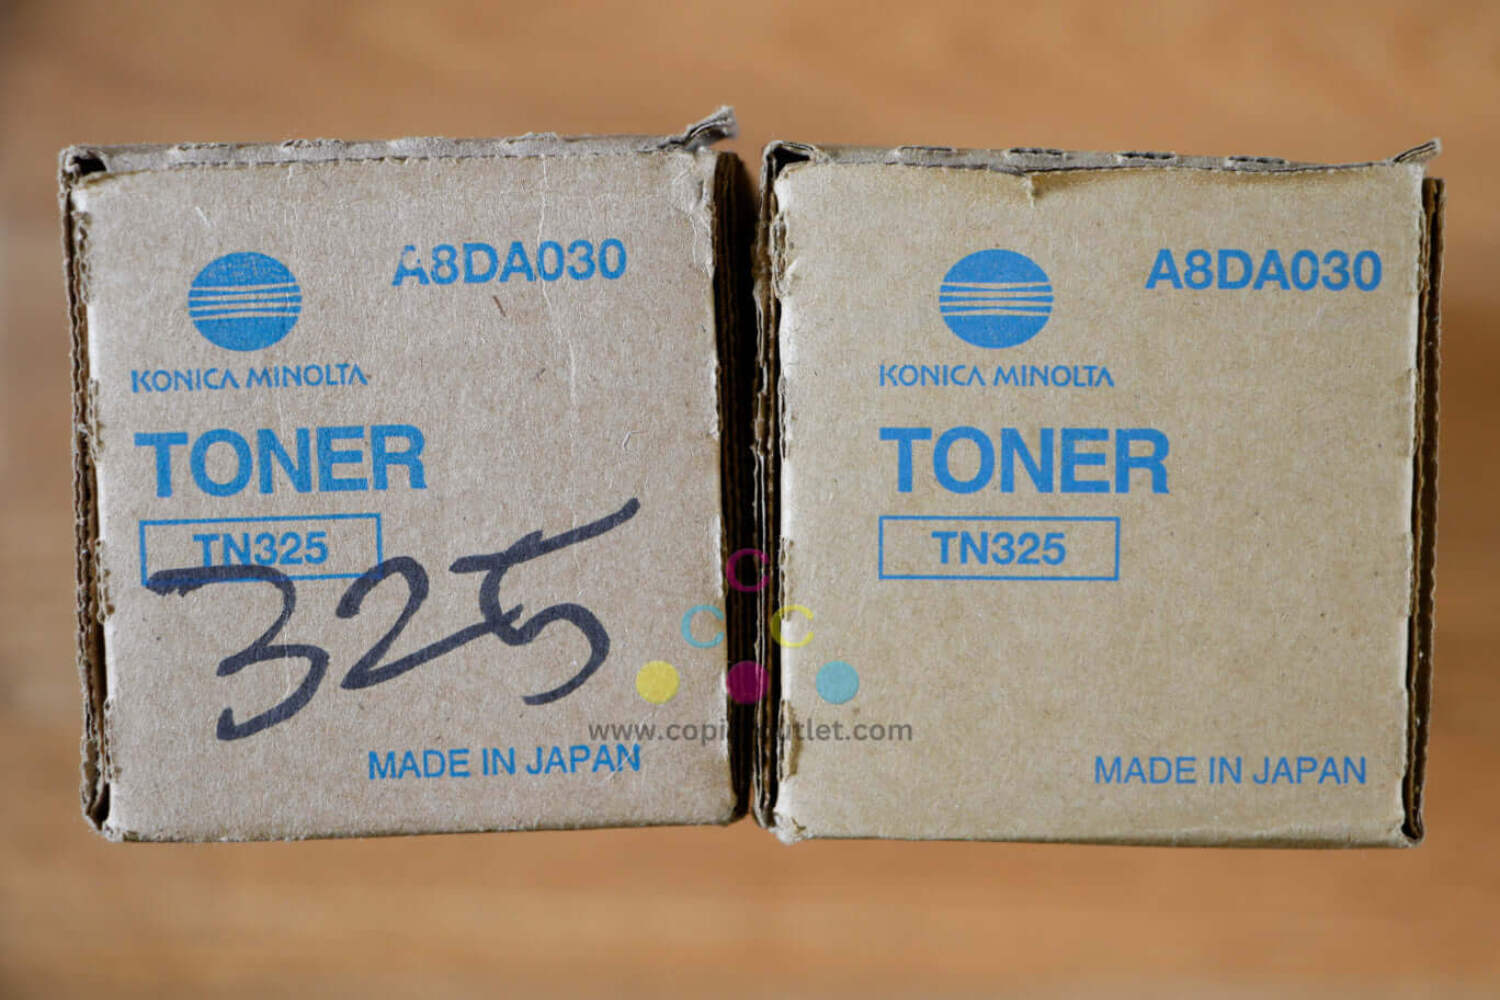 A8DA030
KONICA MINOLTA
TONER
TN325
325
MADE IN JAPAN
A8DA030
KONICA MINOLTA
TONER
TN325
MADE IN JAPAN
C
C C